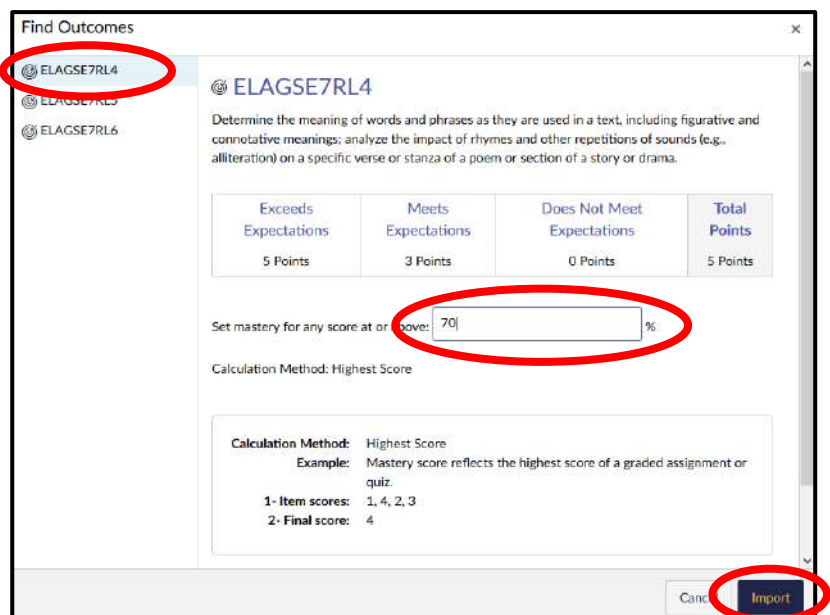 Find Outcomes
×
ELAGSE7RL4
ELAGSE7RL5
ELAGSE7RL6
ELAGSE7RL4
Determine the meaning of words and phrases as they are used in a text, including figurative and
connotative meanings; analyze the impact of rhymes and other repetitions of sounds (e.g.,
alliteration) on a specific verse or stanza of a poem or section of a story or drama.
Exceeds Expectations
Meets Expectations
Does Not Meet Expectations
Total Points
5 Points
3 Points
0 Points
5 Points
Set mastery for any score at or above: 70 %
Calculation Method: Highest Score
Calculation Method: Highest Score
Example: Mastery score reflects the highest score of a graded assignment or
quiz.
1- Item scores: 1, 4, 2, 3
2- Final score: 4
Import